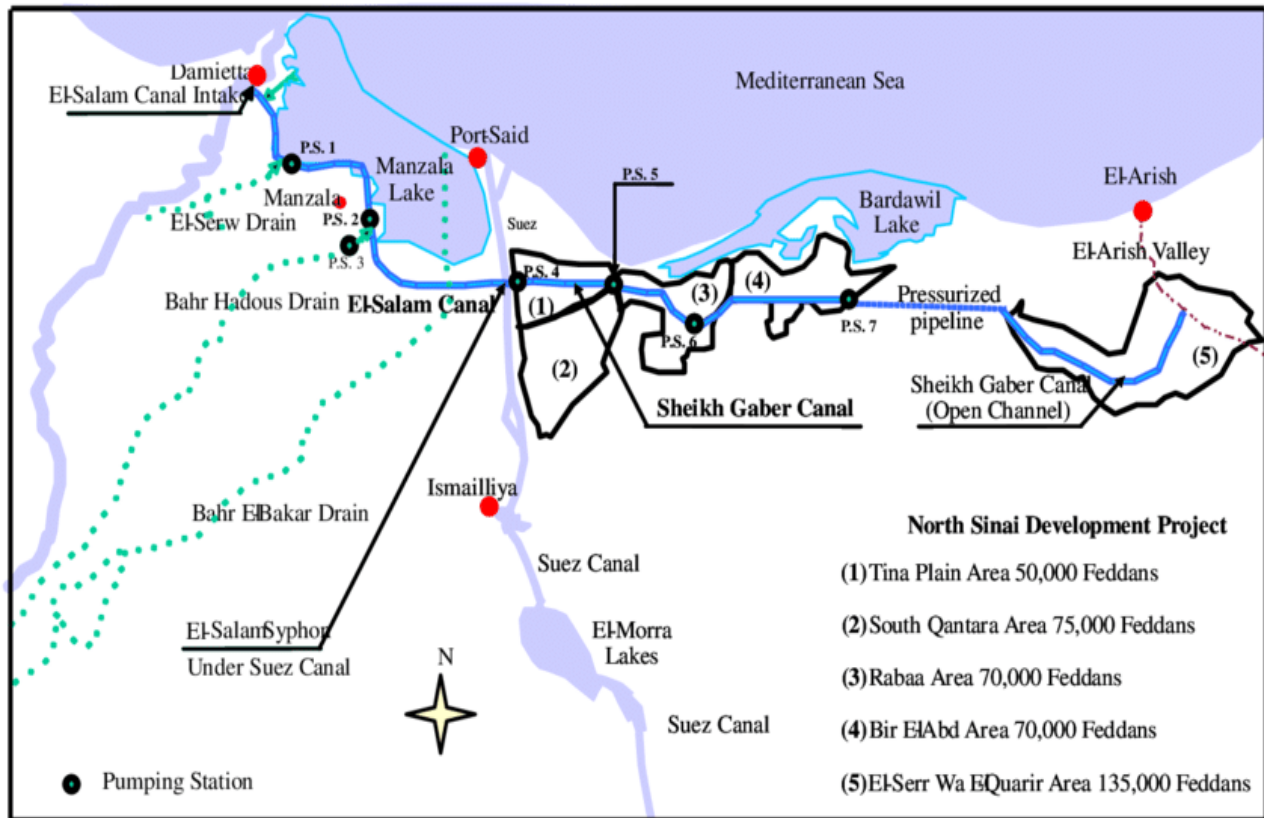 Damietta
El-Salam Canal Intake
Mediterranean Sea
Port-Said
P.S. 1
Manzala
Lake
P.S. 5
El-Arish
Manzala
Bardawil
Lake
El-Serw Drain
P.S. 2
Suez
El-Arish Valley
P.S. 3
P.S. 4
(3)
(4)
Bahr Hadous Drain
El-Salam Canal
(1)
Pressurized
pipeline
P.S. 7
P.S. 6
(2)
(5)
Sheikh Gaber Canal
Sheikh Gaber Canal
(Open Channel)
Ismailliya
Bahr El-Bakar Drain
North Sinai Development Project
Suez Canal
(1) Tina Plain Area 50,000 Feddans
El-Salam Syphon
Under Suez Canal
El-Morra
Lakes
(2) South Qantara Area 75,000 Feddans
N
(3) Rabaa Area 70,000 Feddans
Suez Canal
(4) Bir El-Abd Area 70,000 Feddans
Pumping Station
(5) El-Serr Wa El-Quarir Area 135,000 Feddans